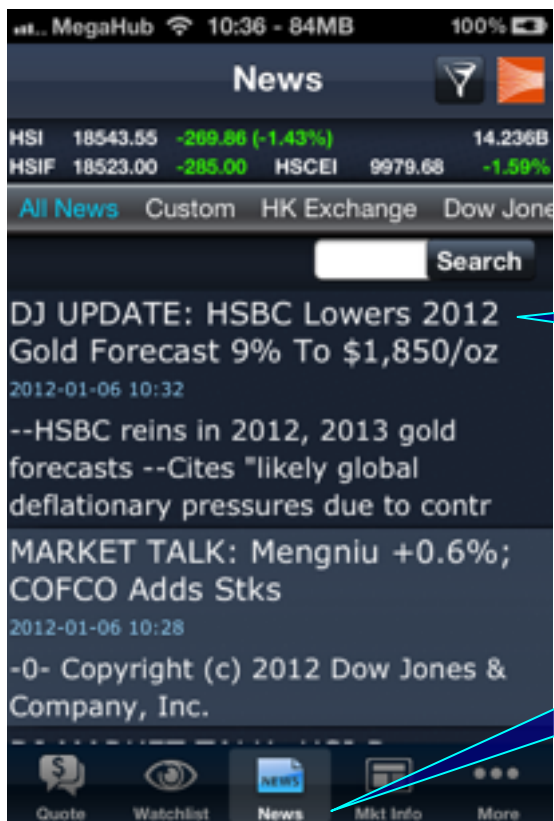 MegaHub 10:36 - 84MB 100%
News
HSI 18543.55 -269.86 (-1.43%) 14.236B
HSIF 18523.00 -285.00 HSCEI 9979.68 -1.59%
All News Custom HK Exchange Dow Jone
Search
DJ UPDATE: HSBC Lowers 2012
Gold Forecast 9% To $1,850/oz
2012-01-06 10:32
--HSBC reins in 2012, 2013 gold
forecasts --Cites "likely global
deflationary pressures due to contr
MARKET TALK: Mengniu +0.6%;
COFCO Adds Stks
2012-01-06 10:28
-0- Copyright (c) 2012 Dow Jones &
Company, Inc.
NEWS
Quote Watchlist News Mkt Info More